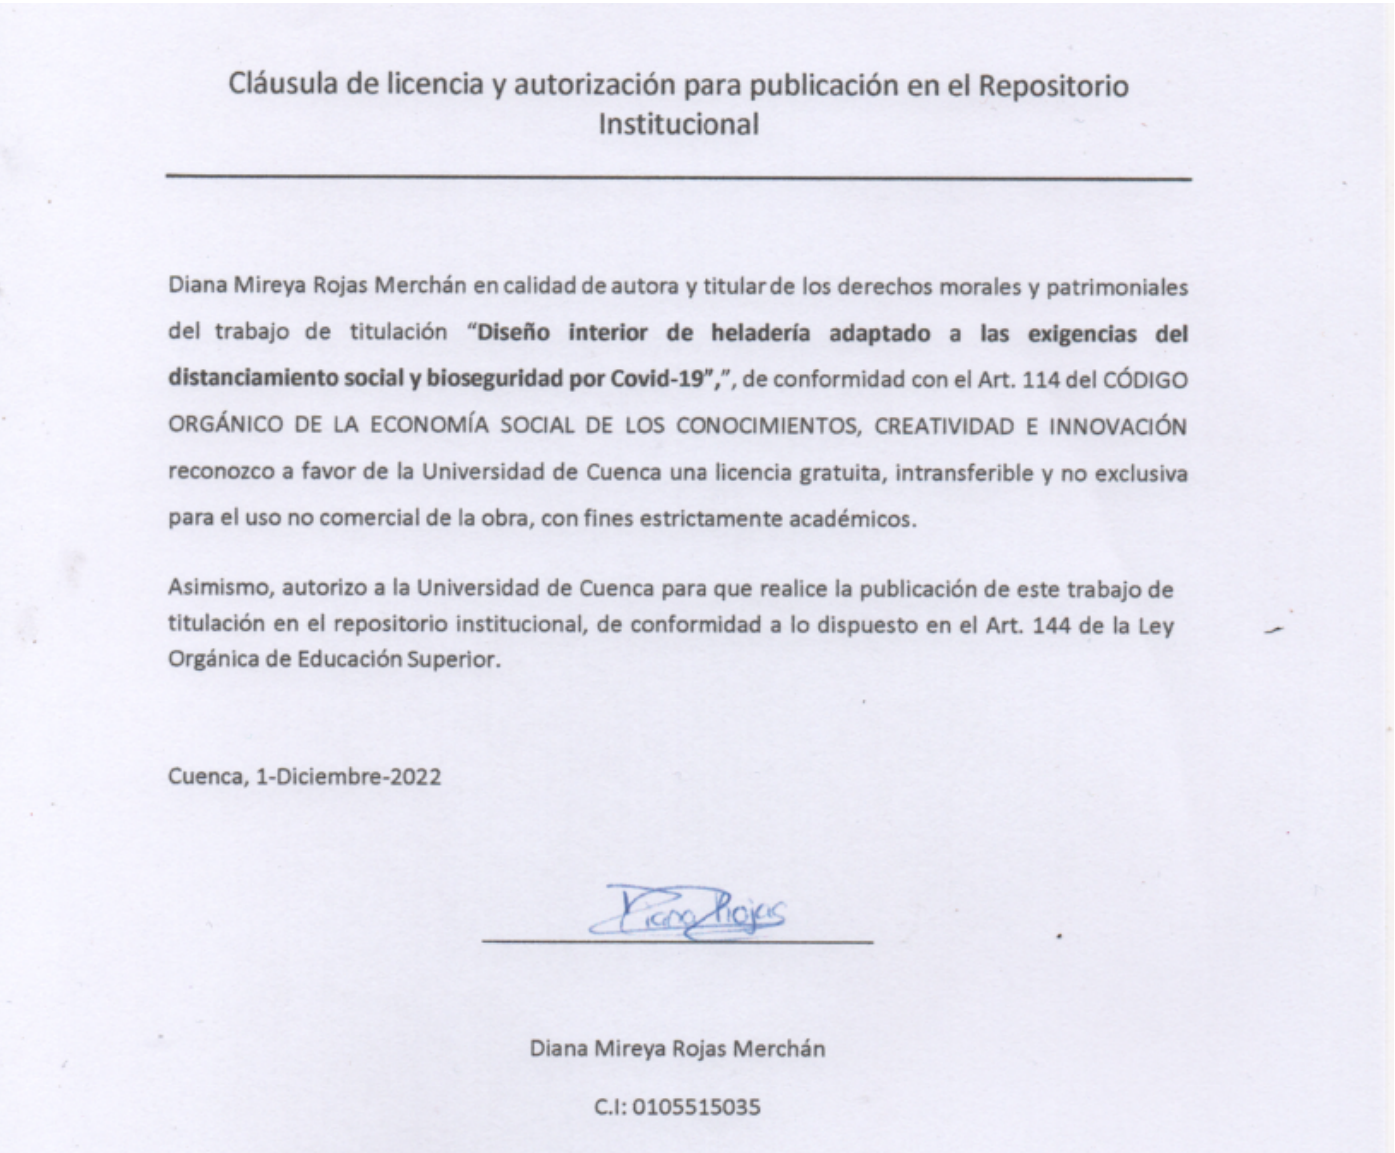 Cláusula de licencia y autorización para publicación en el Repositorio
Institucional
Diana Mireya Rojas Merchán en calidad de autora y titular de los derechos morales y patrimoniales
del trabajo de titulación “Diseño interior de heladería adaptado a las exigencias del
distanciamiento social y bioseguridad por Covid-19”,”, de conformidad con el Art. 114 del CÓDIGO
ORGÁNICO DE LA ECONOMÍA SOCIAL DE LOS CONOCIMIENTOS, CREATIVIDAD E INNOVACIÓN
reconozco a favor de la Universidad de Cuenca una licencia gratuita, intransferible y no exclusiva
para el uso no comercial de la obra, con fines estrictamente académicos.
Asimismo, autorizo a la Universidad de Cuenca para que realice la publicación de este trabajo de
titulación en el repositorio institucional, de conformidad a lo dispuesto en el Art. 144 de la Ley
Orgánica de Educación Superior.
Cuenca, 1-Diciembre-2022
Diana Rojas
Diana Mireya Rojas Merchán
C.I: 0105515035